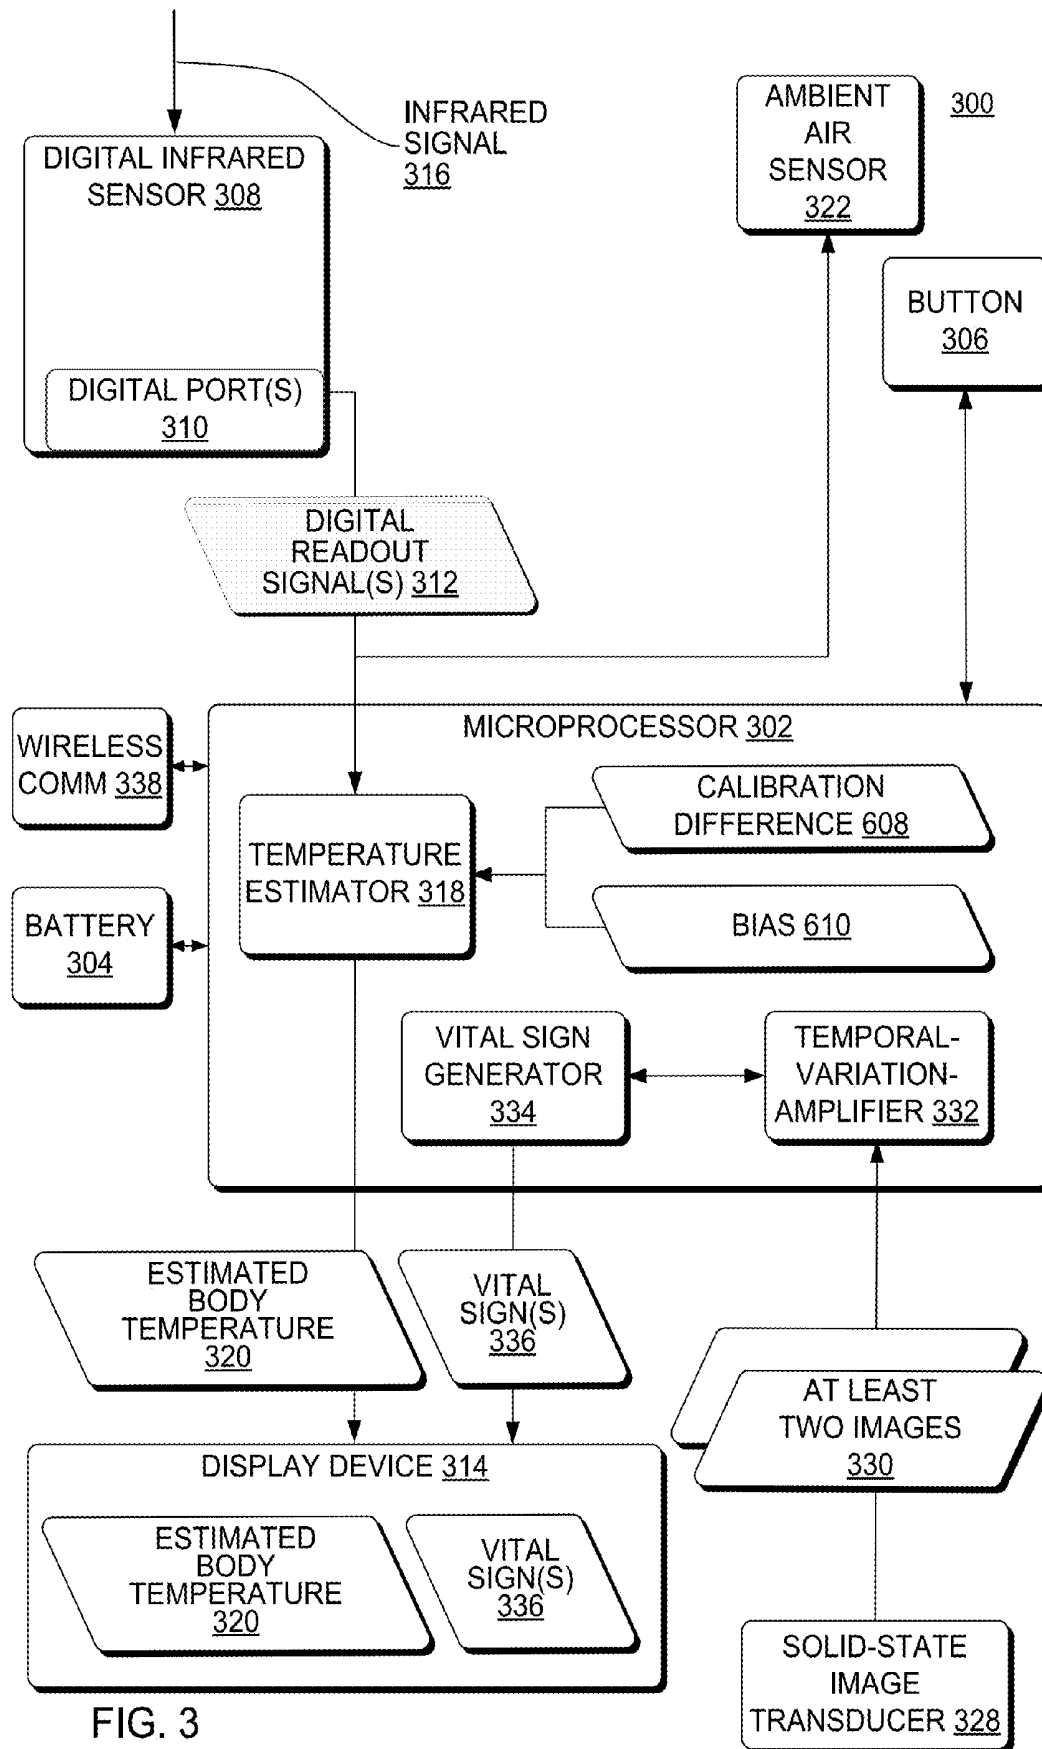 INFRARED
SIGNAL
316
AMBIENT
AIR
SENSOR
322
300
DIGITAL INFRARED
SENSOR 308
BUTTON
306
DIGITAL PORT(S)
310
DIGITAL
READOUT
SIGNAL(S) 312
MICROPROCESSOR 302
WIRELESS
COMM 338
CALIBRATION
DIFFERENCE 608
TEMPERATURE
ESTIMATOR 318
BATTERY
304
BIAS 610
VITAL SIGN
GENERATOR
334
TEMPORAL-
VARIATION-
AMPLIFIER 332
ESTIMATED
BODY
TEMPERATURE
320
VITAL
SIGN(S)
336
AT LEAST
TWO IMAGES
330
DISPLAY DEVICE 314
ESTIMATED
BODY
TEMPERATURE
320
VITAL
SIGN(S)
336
SOLID-STATE
IMAGE
TRANSDUCER 328
FIG. 3